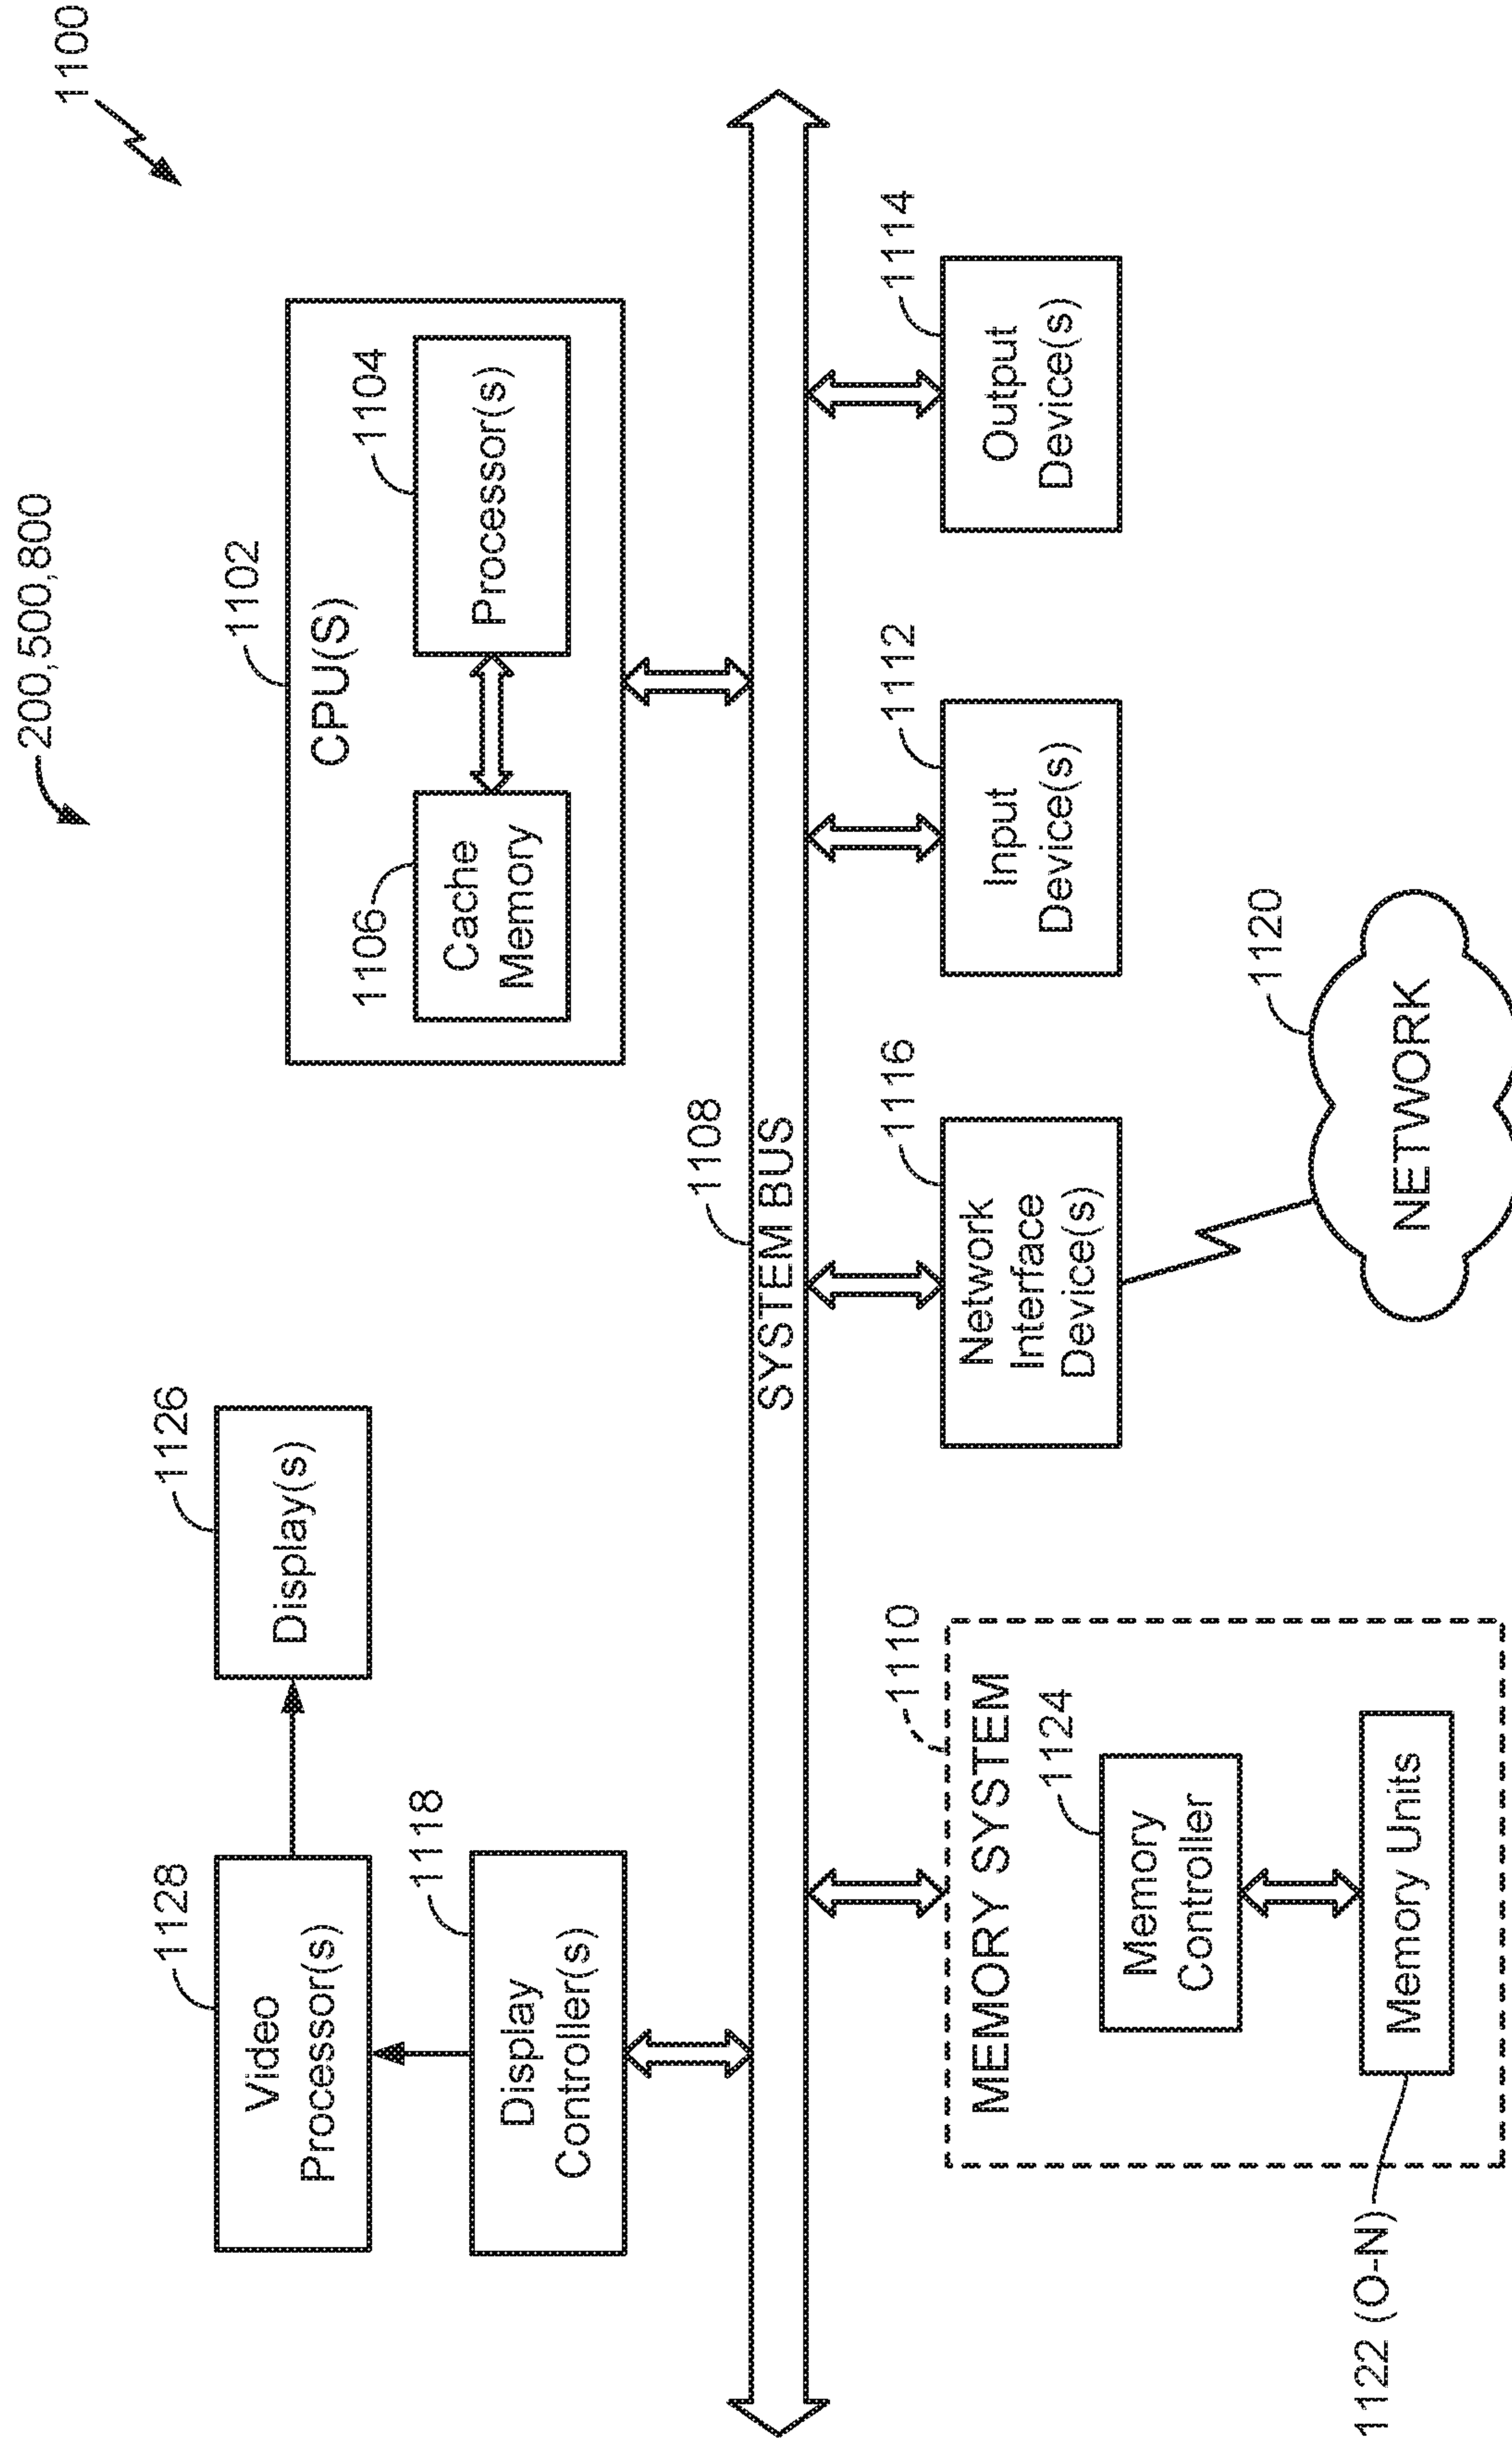 200,500,800
1100
1128
Video
Processor(s)
1126
Display(s)
1118
Display
Controller(s)
1102
CPU(S)
1106
Cache
Memory
1104
Processor(s)
1108
SYSTEM BUS
1110
MEMORY SYSTEM
1124
Memory
Controller
Memory Units
1122 (O-N)
1116
Network
Interface
Device(s)
1112
Input
Device(s)
1114
Output
Device(s)
1120
NETWORK